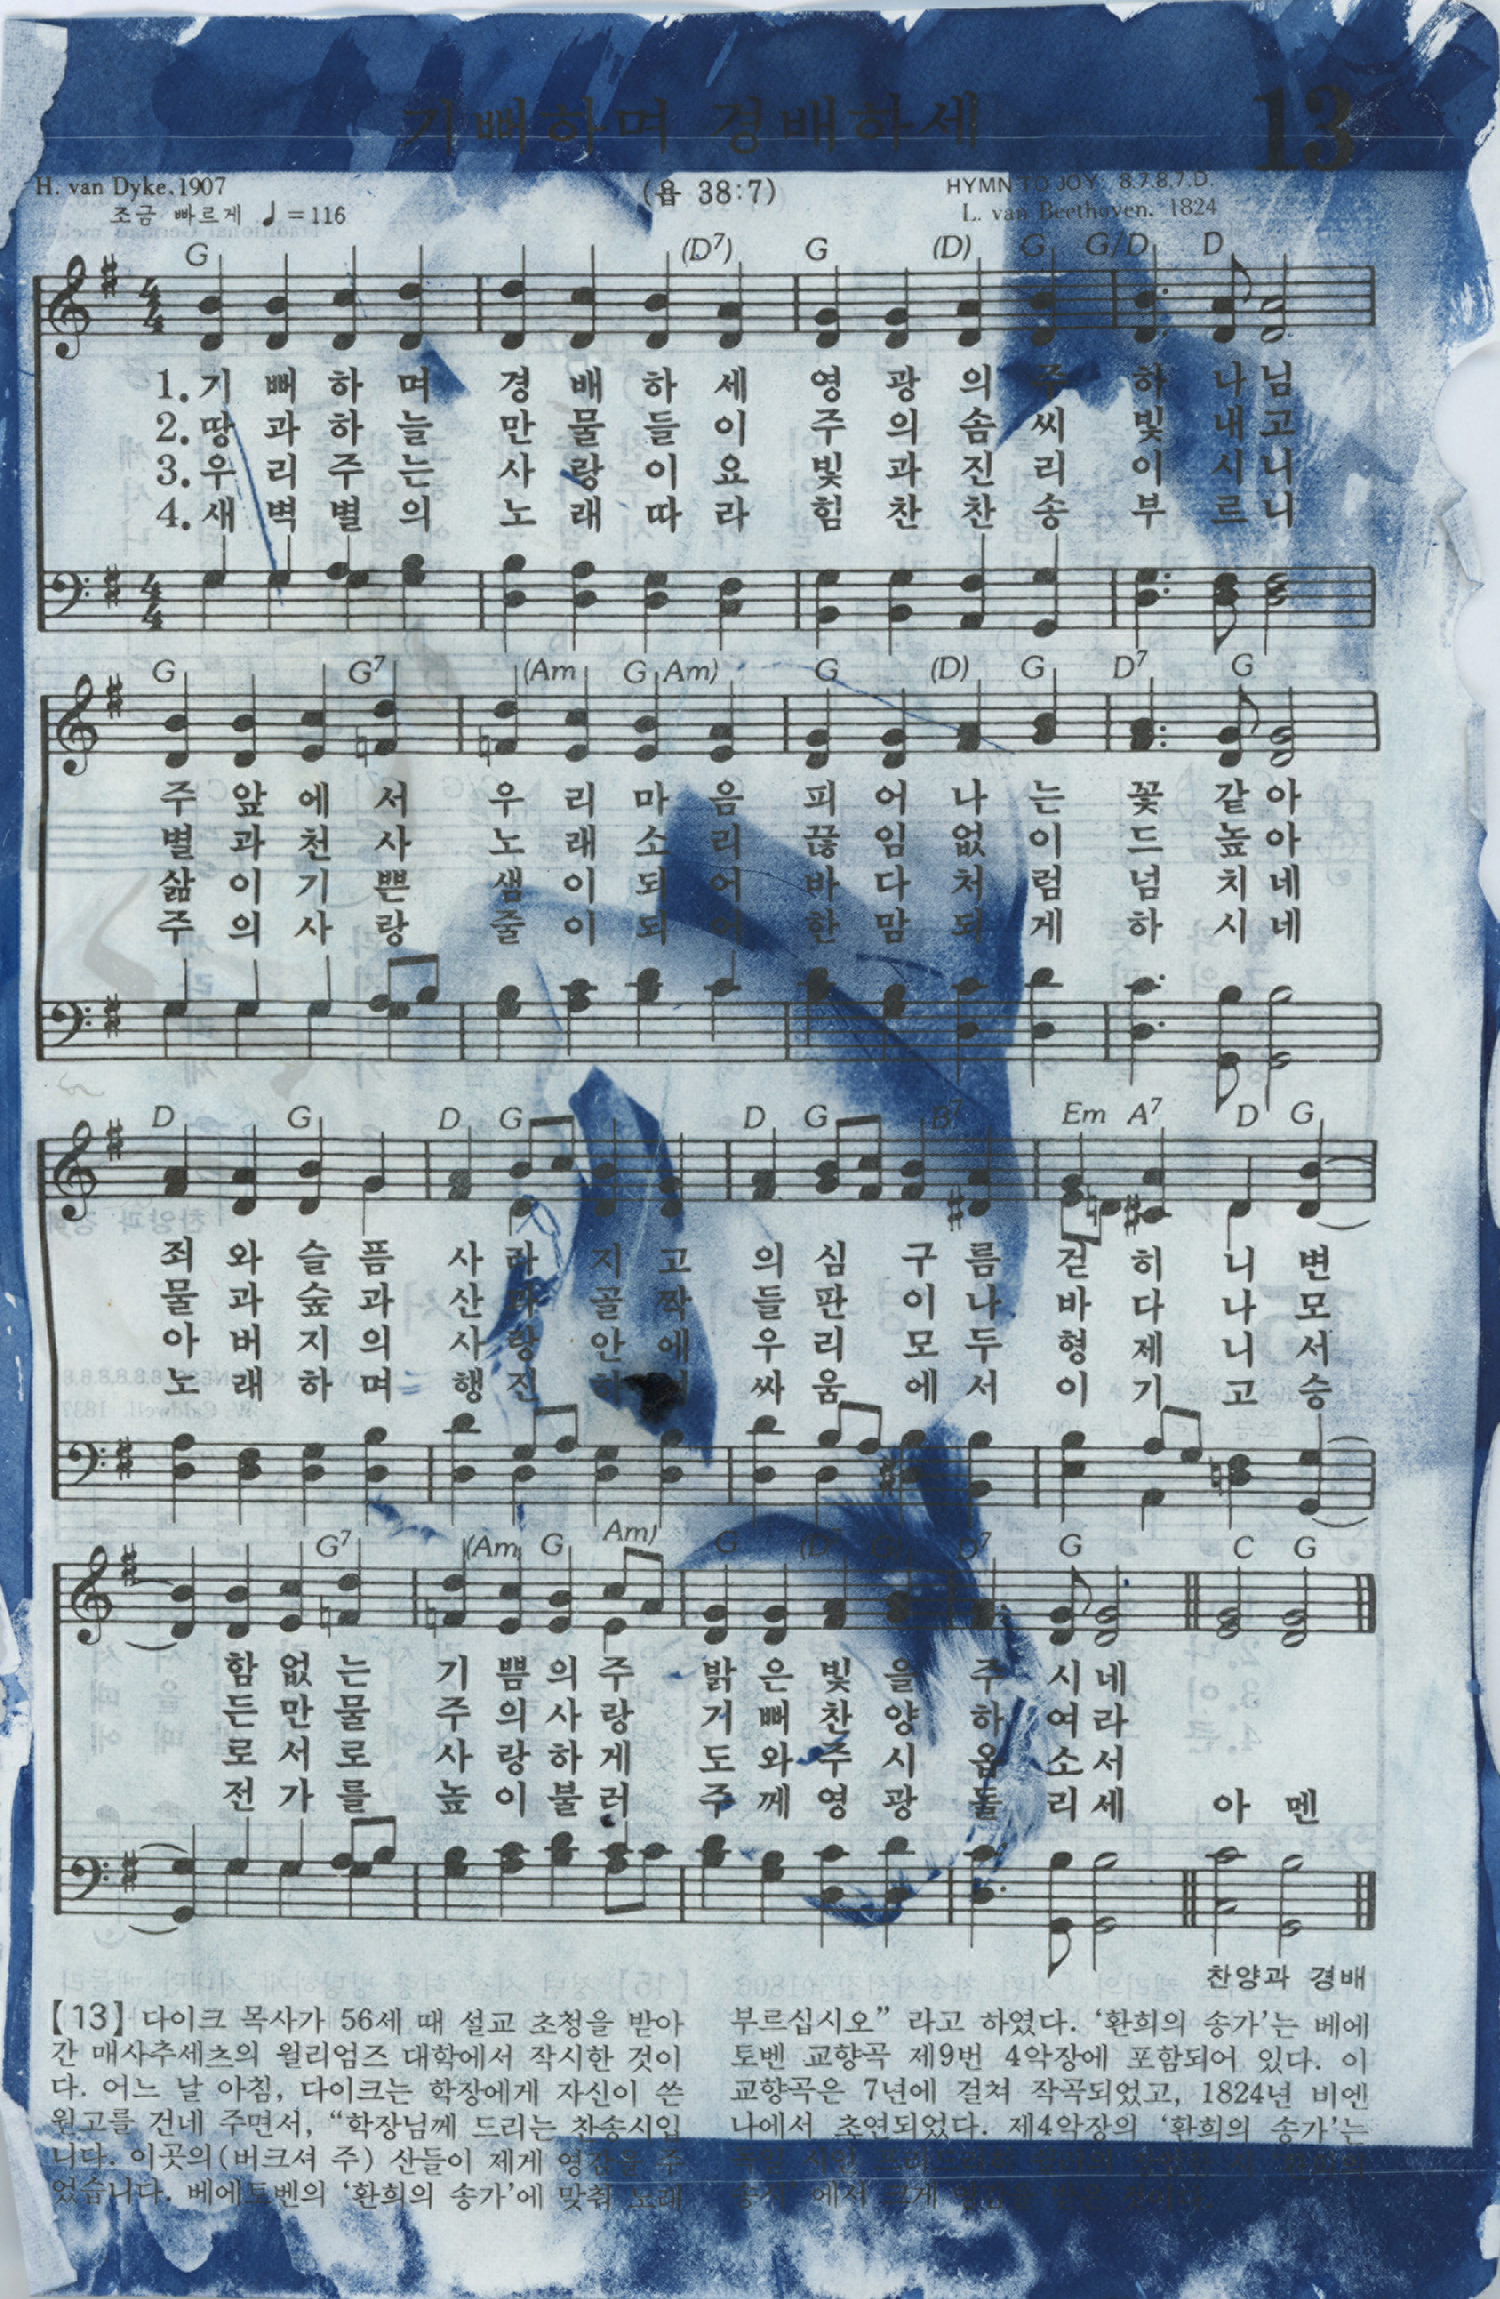 기뻐하며 경배하세 13
H. van Dyke, 1907 (욥 38:7) HYMN TO JOY: 8.7.8.7.D.
조금 빠르게 ♩=116 L. van Beethoven, 1824
G (D7) G (D) G G/D D
4/4
1. 기 뻐 하 며 경 배 하 세 영 광 의 주 하 나 님
2. 땅 과 하 늘 만 물 들 이 주 의 솜 씨 빛 내 고
3. 우 리 주 는 사 랑 이 요 빛 과 진 리 이 시 니
4. 새 벽 별 의 노 래 따 라 힘 찬 찬 송 부 르 니
4/4
G G7 (Am G Am) G (D) G D7 G
주 앞 에 서 우 리 마 음 피 어 나 는 꽃 같 아
별 과 천 사 노 래 소 리 끊 임 없 이 드 높 아
삶 이 기 쁜 샘 이 되 어 바 다 처 럼 넘 치 네
주 의 사 랑 줄 이 되 어 한 맘 되 게 하 시 네
D G D G D G B7 Em A7 D G
죄 와 슬 픔 사 라 지 고 의 심 구 름 걷 히 니 변
물 과 숲 과 산 과 골 짝 들 판 이 나 바 다 나 모
아 버 지 의 사 랑 안 에 우 리 모 두 형 제 니 서
노 래 하 며 행 진 하 싸 움 에 서 이 기 고 승
G7 (Am G Am) G (D7 G) D7 G C G
함 없 는 기 쁨 의 주 밝 은 빛 을 주 시 네
든 만 물 주 의 사 랑 기 뻐 찬 양 하 여 라
로 서 로 사 랑 하 게 도 와 주 시 옵 소 서
전 가 를 높 이 불 러 주 께 영 광 돌 리 세 아 멘
찬양과 경배
【13】 다이크 목사가 56세 때 설교 초청을 받아
간 매사추세츠의 윌리엄즈 대학에서 작시한 것이
다. 어느 날 아침, 다이크는 학장에게 자신이 쓴
원고를 건네 주면서, “학장님께 드리는 찬송시입
니다. 이곳의(버크셔 주) 산들이 제게 영감을 주
었습니다. 베에토벤의 ‘환희의 송가’에 맞춰 노래
부르십시오” 라고 하였다. ‘환희의 송가’는 베에
토벤 교향곡 제9번 4악장에 포함되어 있다. 이
교향곡은 7년에 걸쳐 작곡되었고, 1824년 비엔
나에서 초연되었다. 제4악장의 ‘환희의 송가’는
독일 시인
송시’에서 크게